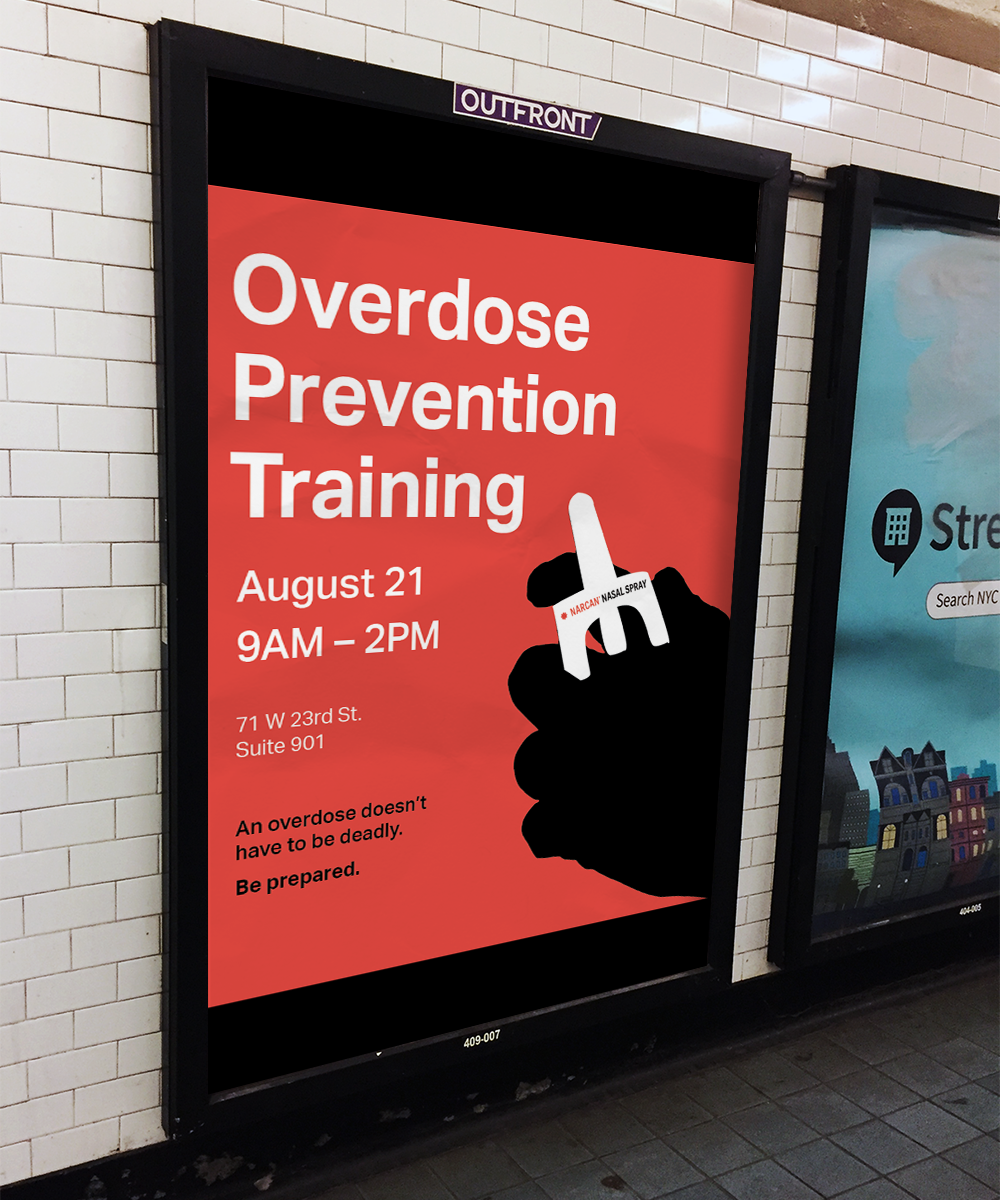 OUTFRONT
Overdose
Prevention
Training
August 21
9AM – 2PM
71 W 23rd St.
Suite 901
NARCAN® NASAL SPRAY
An overdose doesn't
have to be deadly.
Be prepared.
409-007
Stre
Search NYC
404-005